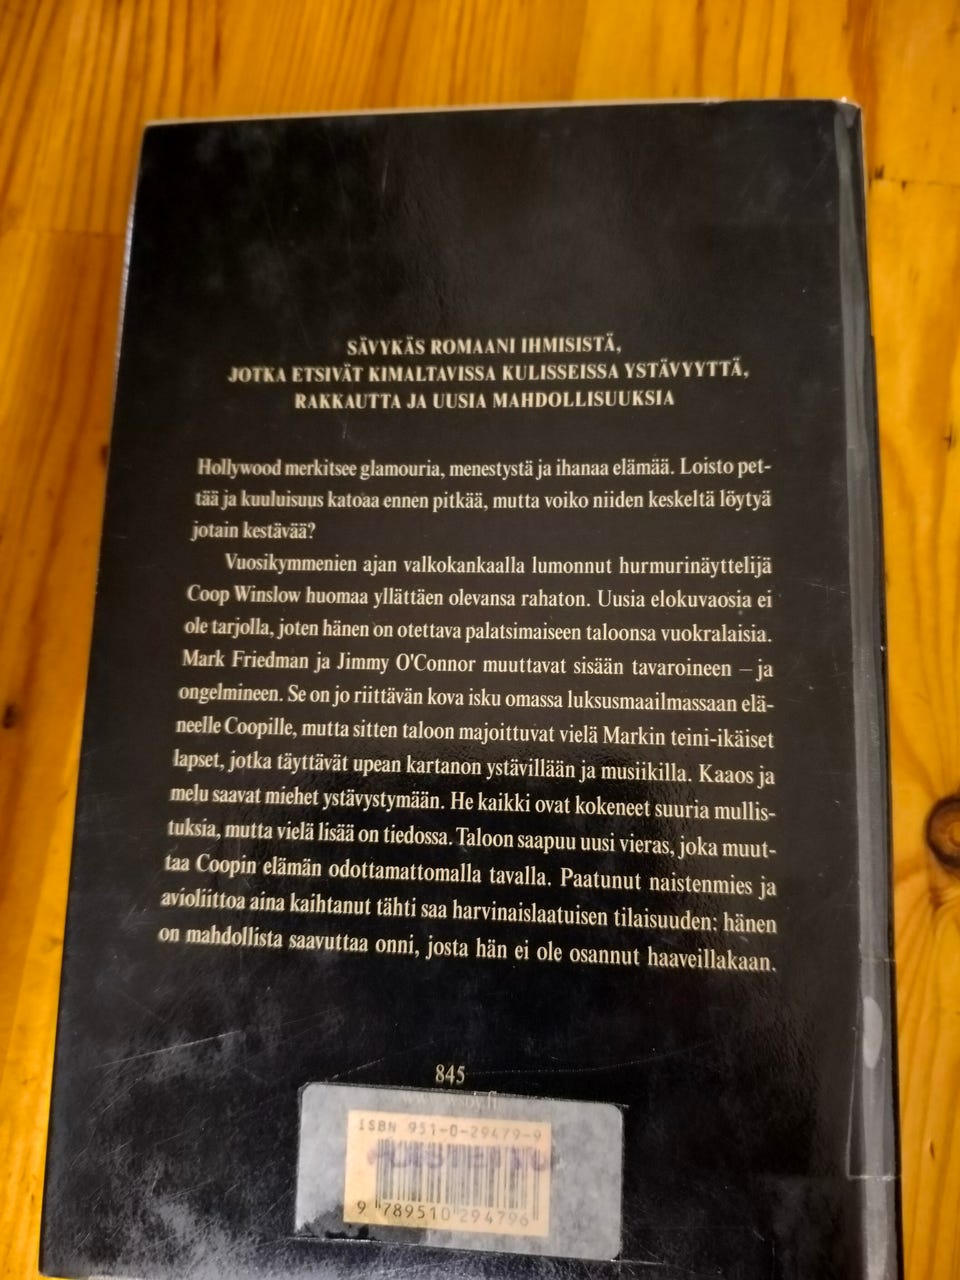 SÄVYKÄS ROMAANI IHMISISTÄ,
JOTKA ETSIVÄT KIMALTAVISSA KULISSEISSA YSTÄVYYTTÄ,
RAKKAUTTA JA UUSIA MAHDOLLISUUKSIA
Hollywood merkitsee glamouria, menestystä ja ihanaa elämää. Loisto pet-
tää ja kuuluisuus katoaa ennen pitkää, mutta voiko niiden keskeltä löytyä
jotain kestävää?
Vuosikymmenien ajan valkokankaalla lumonnut hurmurinäyttelijä
Coop Winslow huomaa yllättäen olevansa rahaton. Uusia elokuvaosia ei
ole tarjolla, joten hänen on otettava palatsimaiseen taloonsa vuokralaisia.
Mark Friedman ja Jimmy O'Connor muuttavat sisään tavaroineen – ja
ongelmineen. Se on jo riittävän kova isku omassa luksusmaailmassaan elä-
neelle Coopille, mutta sitten taloon majoittuvat vielä Markin teini-ikäiset
lapset, jotka täyttävät upean kartanon ystävillään ja musiikilla. Kaaos ja
melu saavat miehet ystävystymään. He kaikki ovat kokeneet suuria mullis-
tuksia, mutta vielä lisää on tiedossa. Taloon saapuu uusi vieras, joka muut-
taa Coopin elämän odottamattomalla tavalla. Paatunut naistenmies ja
avioliittoa aina kaihtanut tähti saa harvinaislaatuisen tilaisuuden: hänen
on mahdollista saavuttaa onni, josta hän ei ole osannut haaveillakaan.
845
ISBN 951-0-29479-9
POISTETTU
9 789510 294796